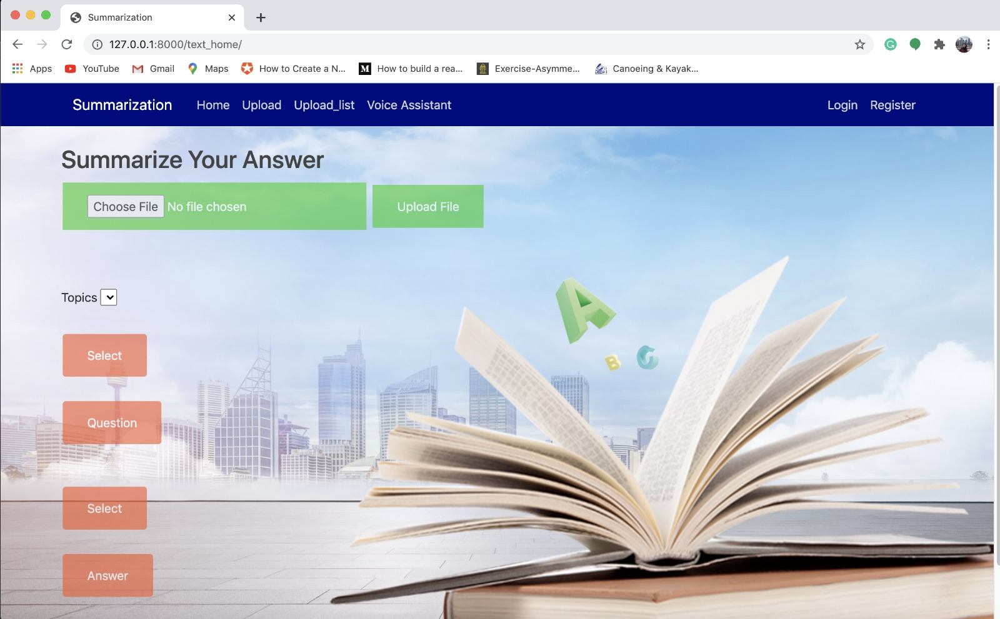 Summarization
127.0.0.1:8000/text_home/
Apps YouTube Gmail Maps How to Create a N... How to build a rea... Exercise-Asymme... Canoeing & Kayak...
Summarization Home Upload Upload_list Voice Assistant Login Register
Summarize Your Answer
Choose File No file chosen Upload File
Topics
A
B C
Select
Question
Select
Answer